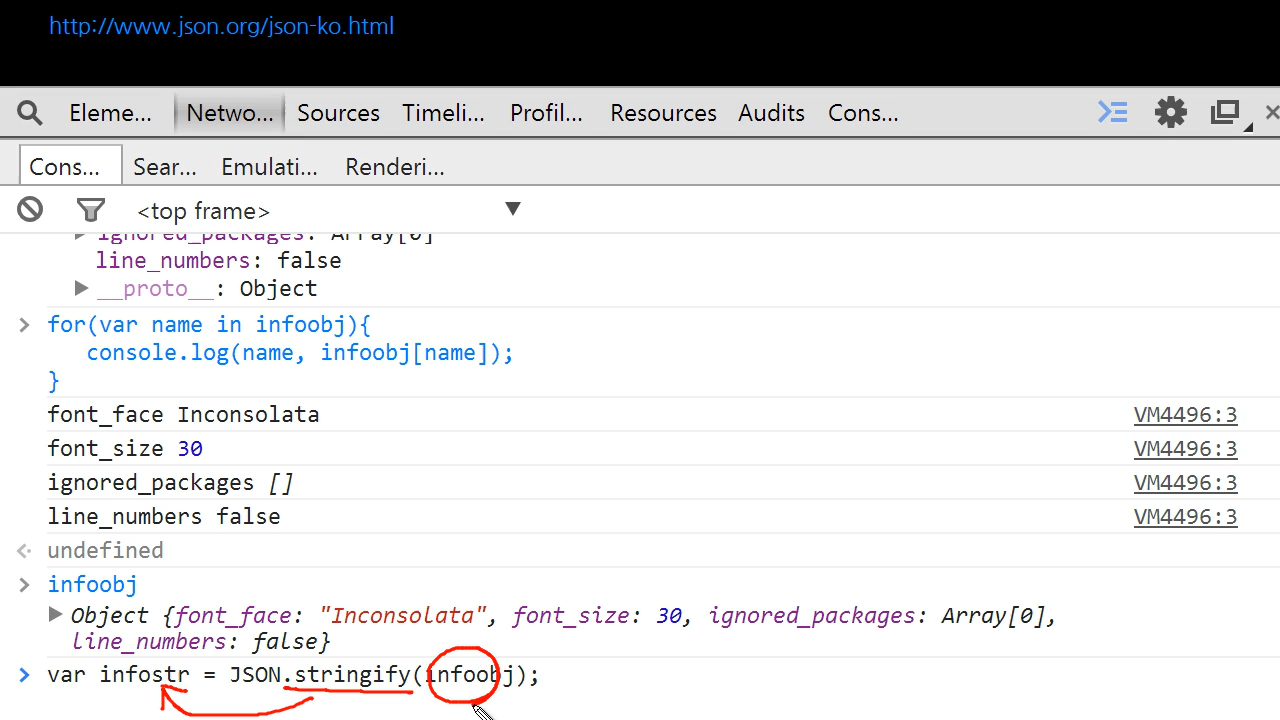 http://www.json.org/json-ko.html
Eleme... Netwo... Sources Timeli... Profil... Resources Audits Cons...
Cons... Sear... Emulati... Renderi...
<top frame>
ignored_packages: Array[0]
line_numbers: false
__proto__: Object
for(var name in infoobj){
console.log(name, infoobj[name]);
}
font_face Inconsolata VM4496:3
font_size 30 VM4496:3
ignored_packages [] VM4496:3
line_numbers false VM4496:3
undefined
infoobj
Object {font_face: "Inconsolata", font_size: 30, ignored_packages: Array[0],
line_numbers: false}
var infostr = JSON.stringify(infoobj);